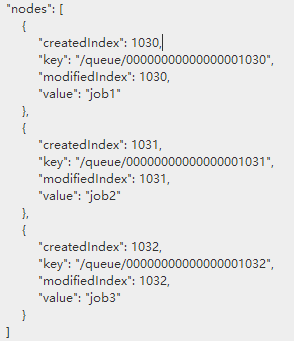 "nodes": [
{
"createdIndex": 1030,
"key": "/queue/00000000000000001030",
"modifiedIndex": 1030,
"value": "job1"
},
{
"createdIndex": 1031,
"key": "/queue/00000000000000001031",
"modifiedIndex": 1031,
"value": "job2"
},
{
"createdIndex": 1032,
"key": "/queue/00000000000000001032",
"modifiedIndex": 1032,
"value": "job3"
}
]